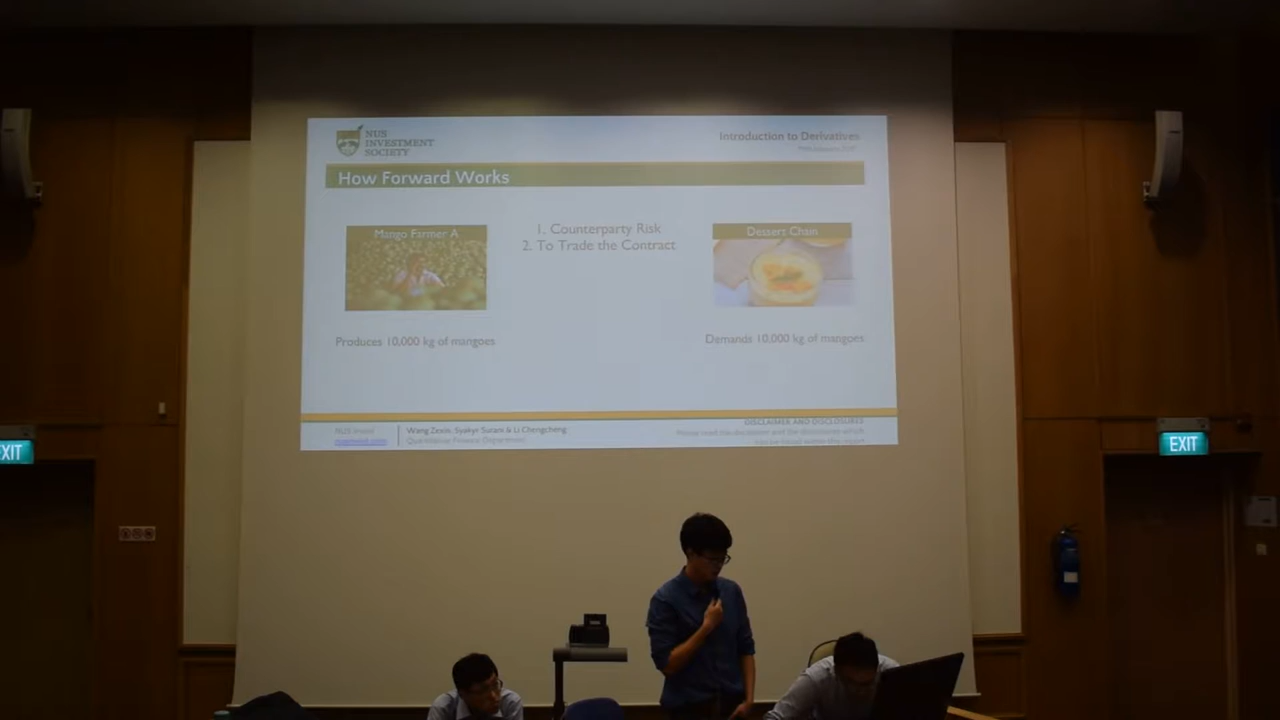 NUS
INVESTMENT
SOCIETY
Introduction to Derivatives
How Forward Works
Mango Farmer A
1. Counterparty Risk
2. To Trade the Contract
Dessert Chain
Produces 10,000 kg of mangoes
Demands 10,000 kg of mangoes
Wang Zexin, Syakyr Surani & Li Chengcheng
Finance Department
DISCLAIMER AND DISCLOSURES
EXIT
EXIT